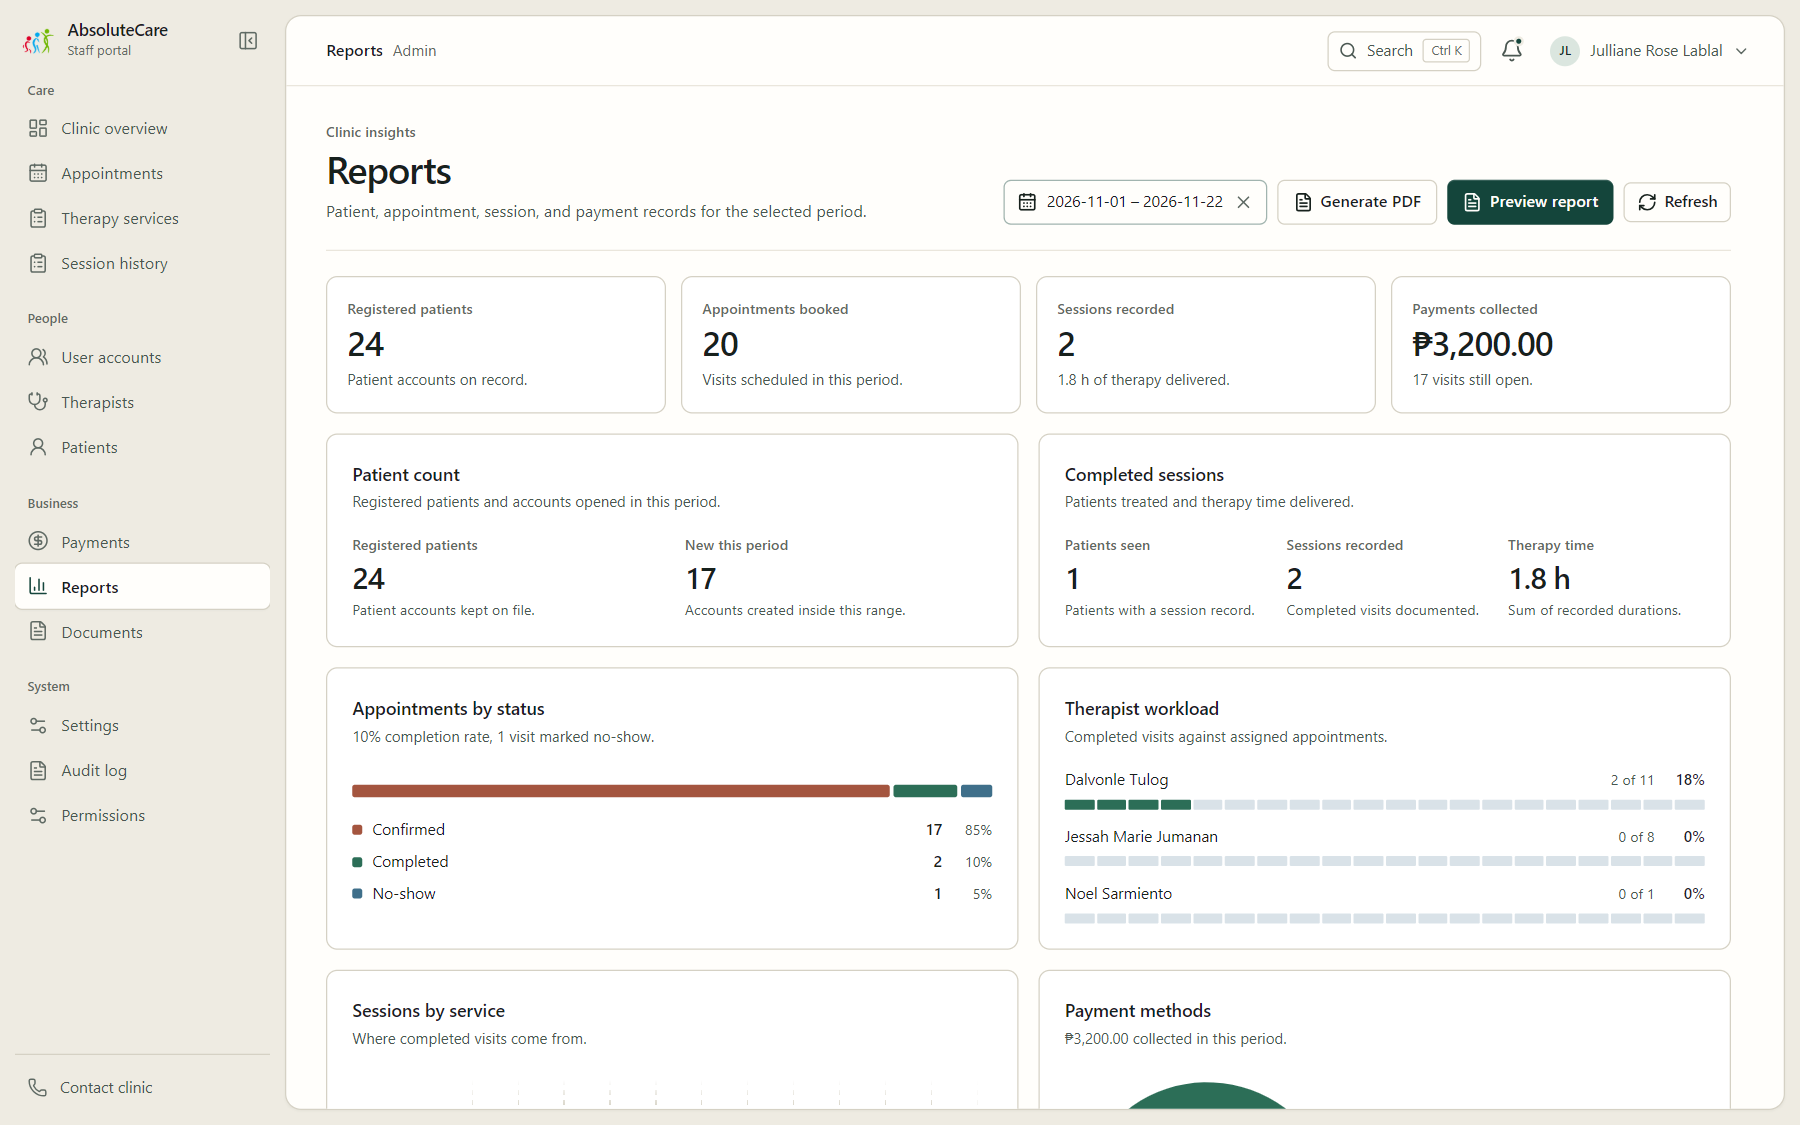 AbsoluteCare
Staff portal
Care
Clinic overview
Appointments
Therapy services
Session history
People
User accounts
Therapists
Patients
Business
Payments
Reports
Documents
System
Settings
Audit log
Permissions
Contact clinic
Reports Admin
Search Ctrl K
JL Julliane Rose Lablal
Clinic insights
Reports
Patient, appointment, session, and payment records for the selected period.
2026-11-01 – 2026-11-22
Generate PDF
Preview report
Refresh
Registered patients
24
Patient accounts on record.
Appointments booked
20
Visits scheduled in this period.
Sessions recorded
2
1.8 h of therapy delivered.
Payments collected
₱3,200.00
17 visits still open.
Patient count
Registered patients and accounts opened in this period.
Registered patients
24
Patient accounts kept on file.
New this period
17
Accounts created inside this range.
Completed sessions
Patients treated and therapy time delivered.
Patients seen
1
Patients with a session record.
Sessions recorded
2
Completed visits documented.
Therapy time
1.8 h
Sum of recorded durations.
Appointments by status
10% completion rate, 1 visit marked no-show.
Confirmed 17 85%
Completed 2 10%
No-show 1 5%
Therapist workload
Completed visits against assigned appointments.
Dalvonle Tulog 2 of 11 18%
Jessah Marie Jumanan 0 of 8 0%
Noel Sarmiento 0 of 1 0%
Sessions by service
Where completed visits come from.
Payment methods
₱3,200.00 collected in this period.